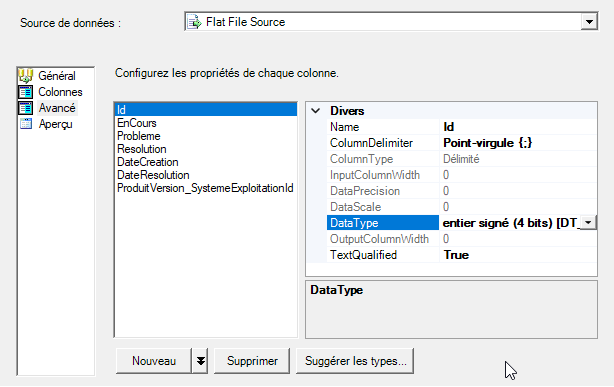 Source de données : Flat File Source
Général
Colonnes
Avancé
Aperçu
Configurez les propriétés de chaque colonne.
Id
EnCours
Probleme
Resolution
DateCreation
DateResolution
ProduitVersion_SystemeExploitationId
Divers
Name Id
ColumnDelimiter Point-virgule {;}
ColumnType Délimité
InputColumnWidth 0
DataPrecision 0
DataScale 0
DataType entier signé (4 bits) [DT_
OutputColumnWidth 0
TextQualified True
DataType
Nouveau Supprimer Suggérer les types...